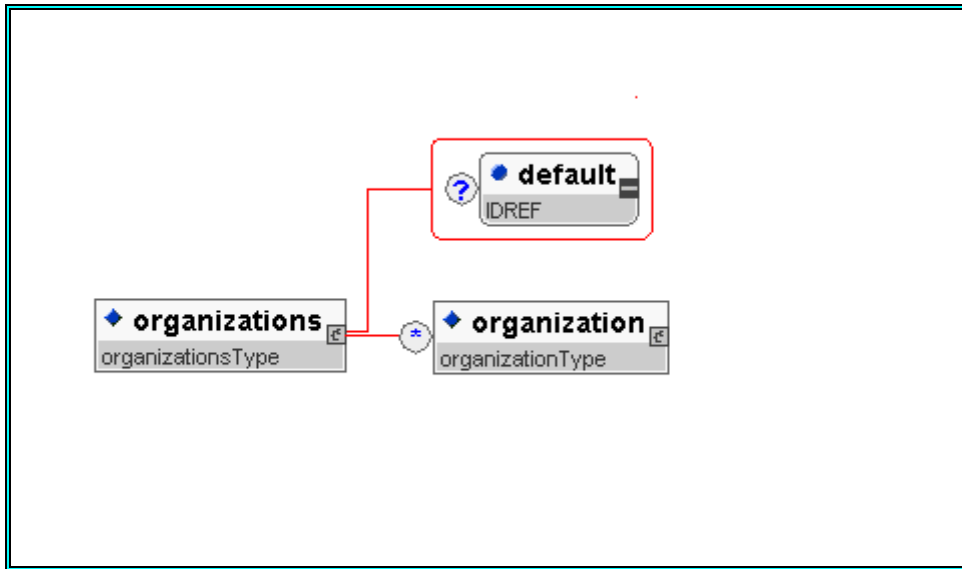 ?
default
IDREF
organizations
organizationsType
*
organization
organizationType